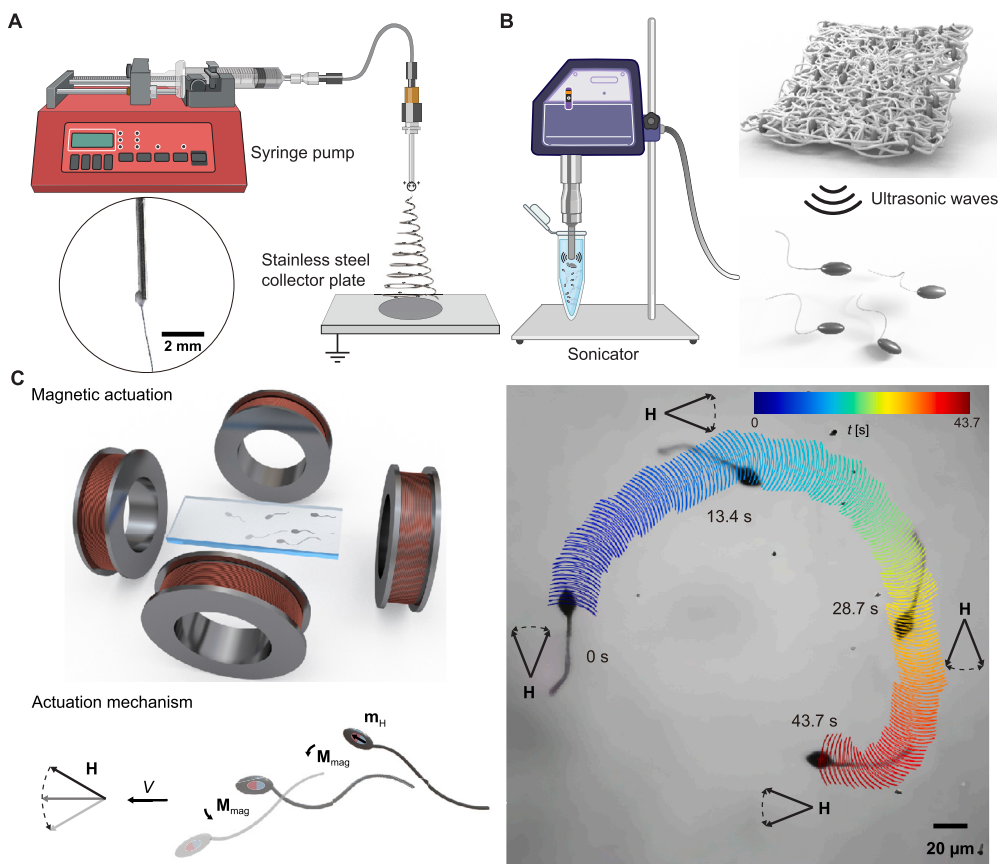 A
Syringe pump
2 mm
Stainless steel
collector plate
B
Sonicator
Ultrasonic waves
C
Magnetic actuation
Actuation mechanism
H
V
M mag
M mag
m H
H
0
t [s]
43.7
13.4 s
28.7 s
H
0 s
H
43.7 s
H
20 µm